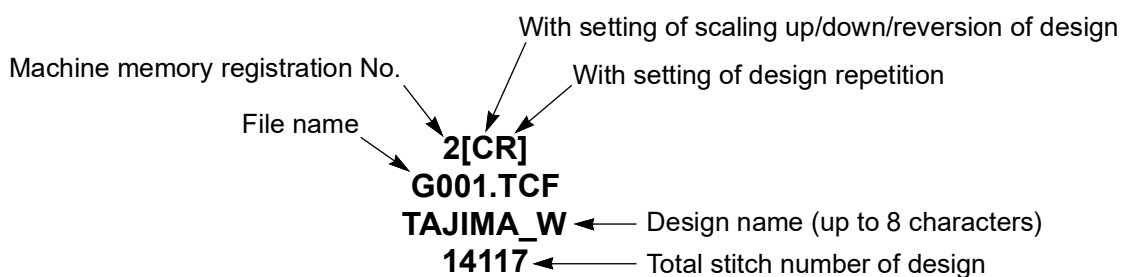 With setting of scaling up/down/reversion of design
Machine memory registration No.
With setting of design repetition
File name
2[CR]
G001.TCF
TAJIMA_W
Design name (up to 8 characters)
14117
Total stitch number of design